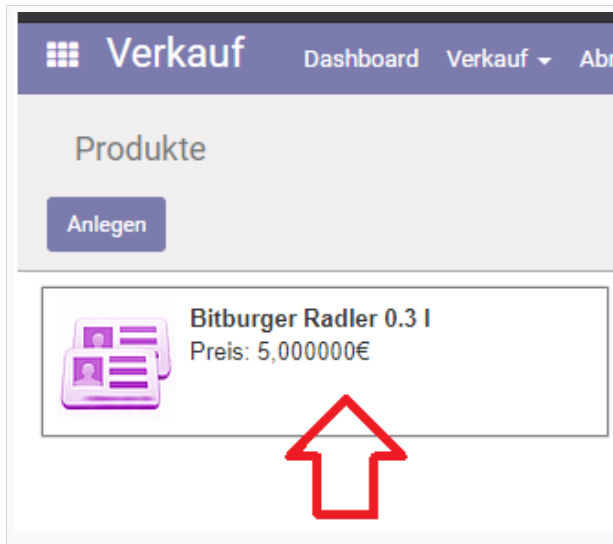 Verkauf Dashboard Verkauf
Produkte
Anlegen
Bitburger Radler 0.3 l
Preis: 5,000000€